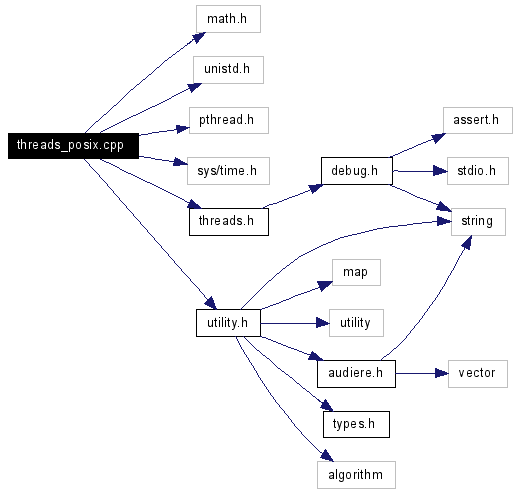 math.h
unistd.h
pthread.h
assert.h
threads_posix.cpp
sys/time.h
debug.h
stdio.h
threads.h
string
map
utility.h
utility
audiere.h
vector
types.h
algorithm